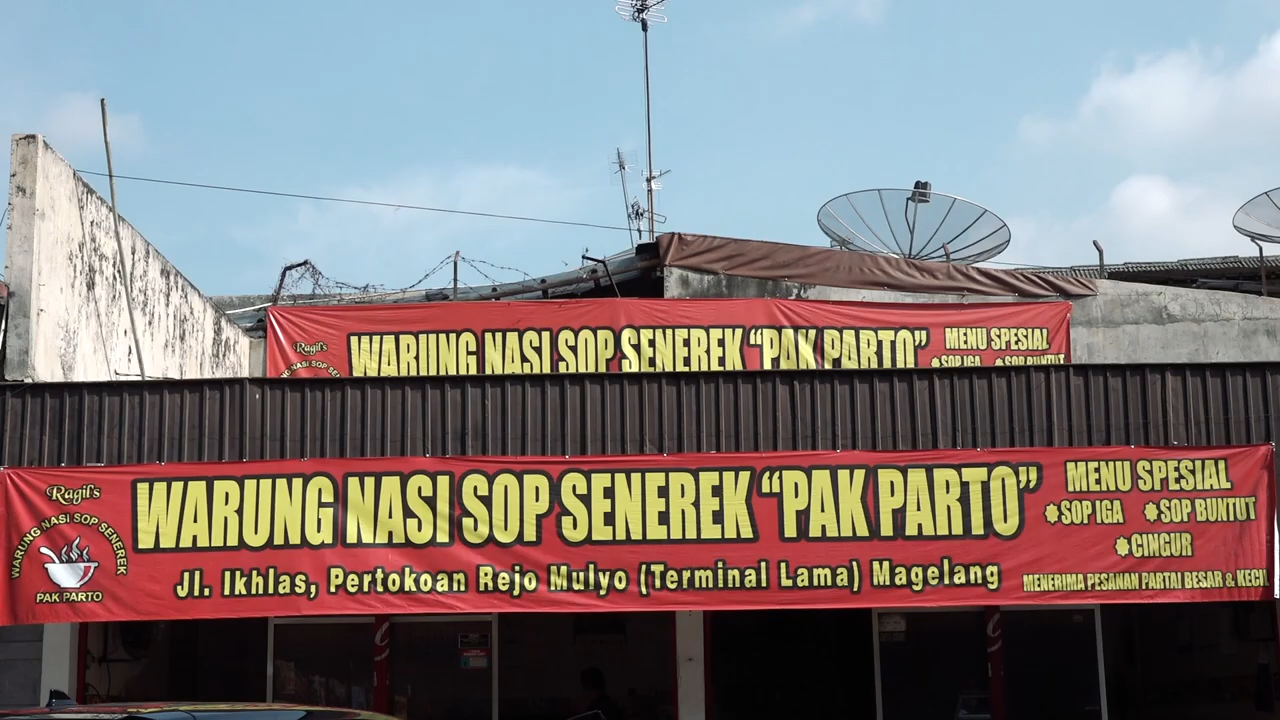 Ragil's
WARUNG NASI SOP SENEREK "PAK PARTO"
MENU SPESIAL
SOP IGA SOP BUNTUT
Ragil's
WARUNG NASI SOP SENEREK
PAK PARTO
WARUNG NASI SOP SENEREK "PAK PARTO"
Jl. Ikhlas, Pertokoan Rejo Mulyo (Terminal Lama) Magelang
MENU SPESIAL
SOP IGA SOP BUNTUT
CINGUR
MENERIMA PESANAN PARTAI BESAR & KECIL